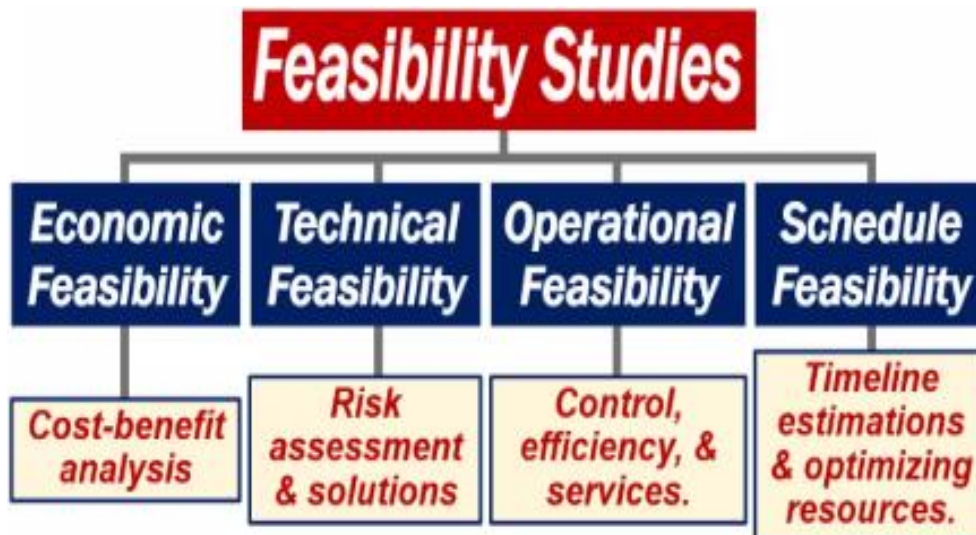 Feasibility Studies
Economic
Feasibility
Technical
Feasibility
Operational
Feasibility
Schedule
Feasibility
Cost-benefit
analysis
Risk
assessment
& solutions
Control,
efficiency, &
services.
Timeline
estimations
& optimizing
resources.